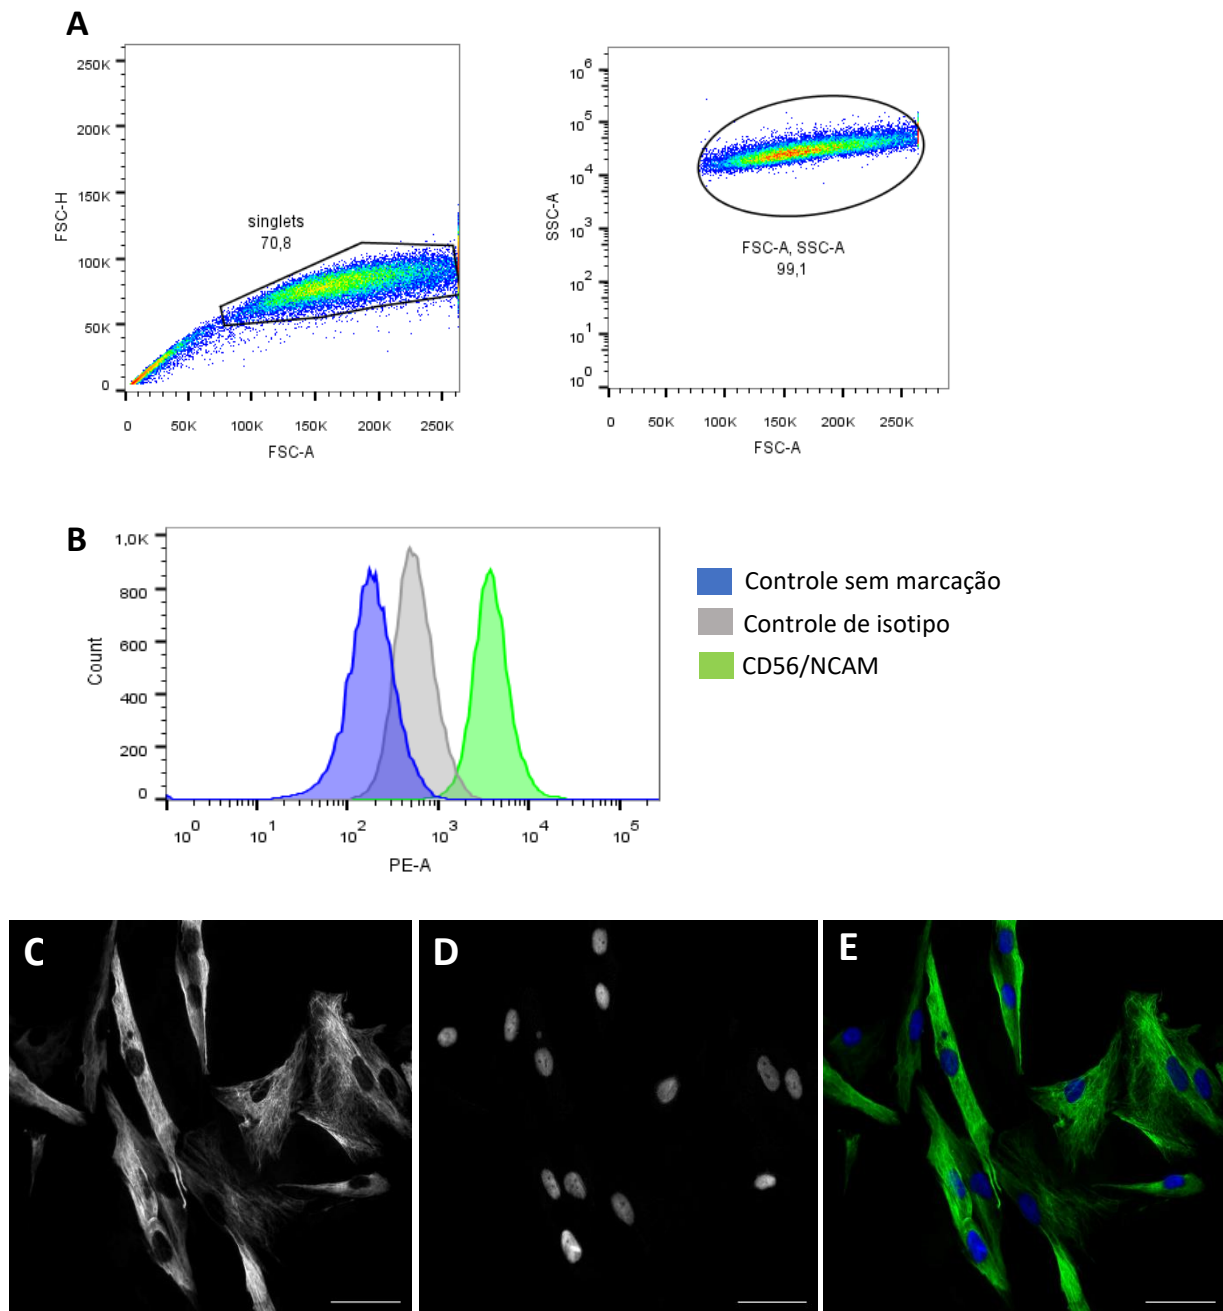 A
250K
200K
150K
100K
50K
0
FSC-H
singlets
70,8
0 50K 100K 150K 200K 250K
FSC-A
10^6
10^5
10^4
10^3
10^2
10^1
10^0
SSC-A
FSC-A, SSC-A
99,1
0 50K 100K 150K 200K 250K
FSC-A
B
1,0K
800
600
400
200
0
Count
10^0 10^1 10^2 10^3 10^4 10^5
PE-A
Controle sem marcação
Controle de isotipo
CD56/NCAM
C
D
E